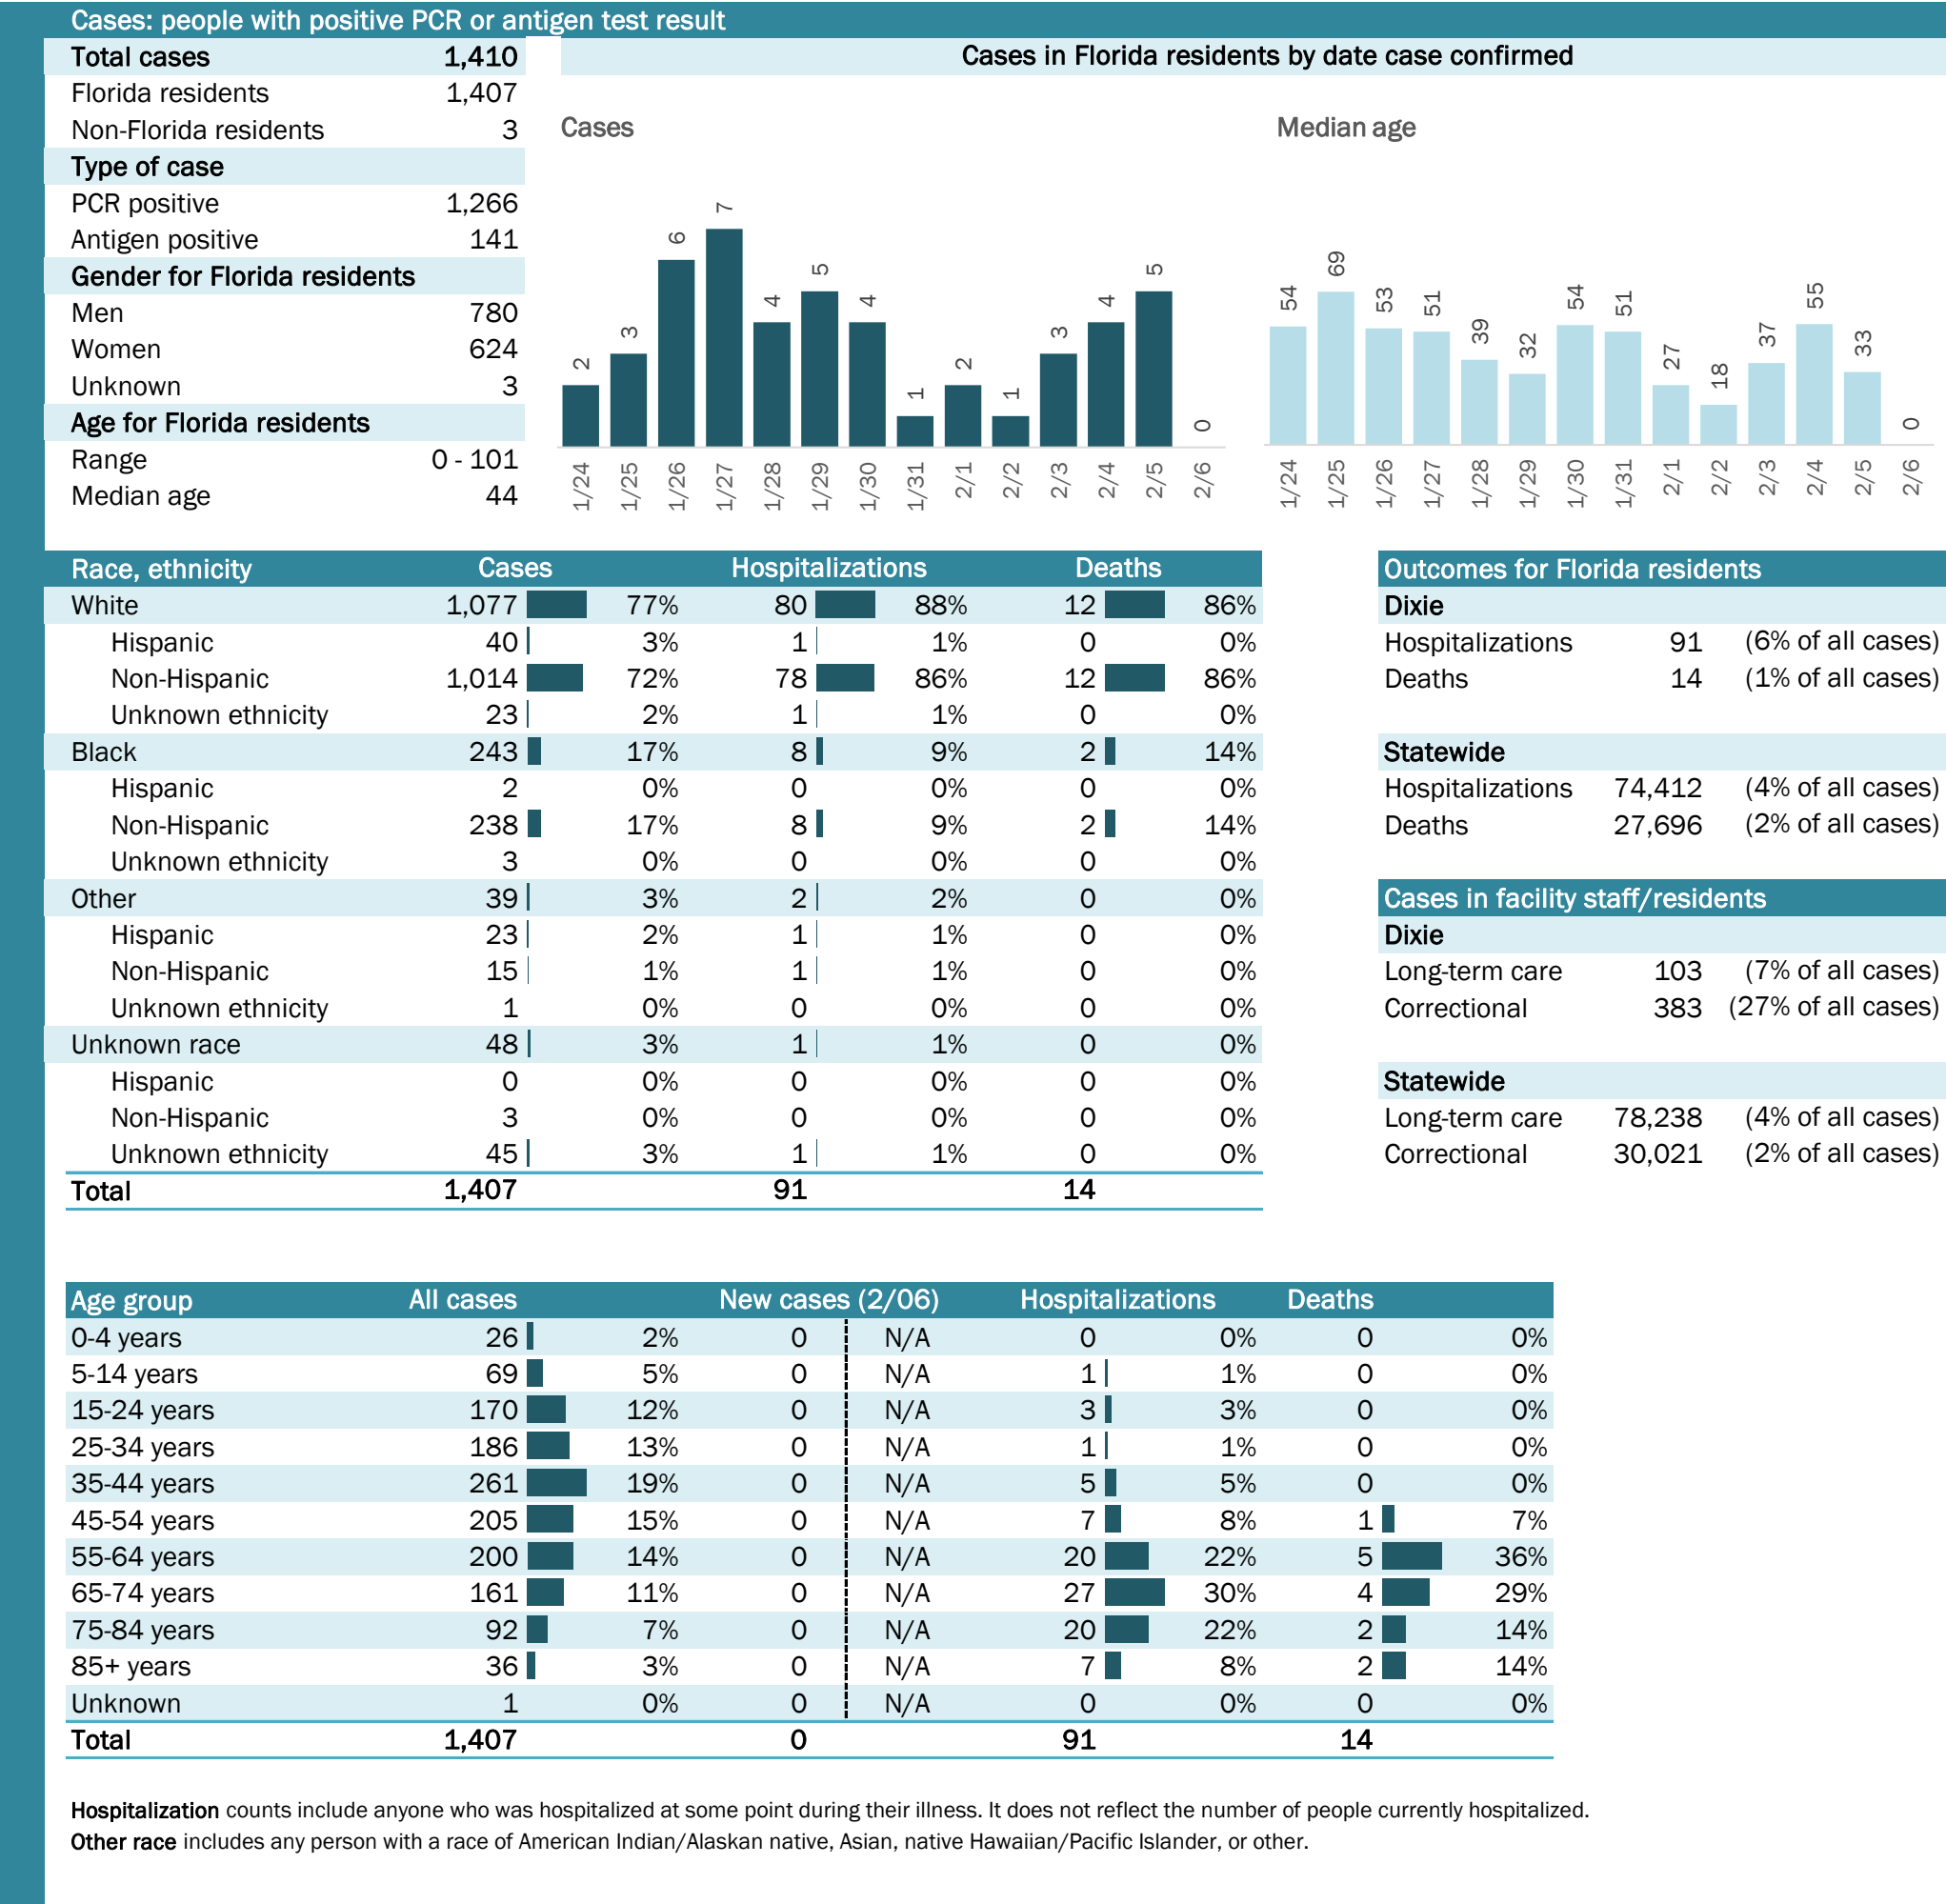 Cases: people with positive PCR or antigen test result
Total cases 1,410
Florida residents 1,407
Non-Florida residents 3
Type of case
PCR positive 1,266
Antigen positive 141
Gender for Florida residents
Men 780
Women 624
Unknown 3
Age for Florida residents
Range 0 - 101
Median age 44
Cases in Florida residents by date case confirmed
Cases
2 3 6 7 4 5 4 1 2 1 3 4 5 0
1/24 1/25 1/26 1/27 1/28 1/29 1/30 1/31 2/1 2/2 2/3 2/4 2/5 2/6
Median age
54 69 53 51 39 32 54 51 27 18 37 55 33 0
1/24 1/25 1/26 1/27 1/28 1/29 1/30 1/31 2/1 2/2 2/3 2/4 2/5 2/6
Race, ethnicity Cases Hospitalizations Deaths
White 1,077 77% 80 88% 12 86%
Hispanic 40 3% 1 1% 0 0%
Non-Hispanic 1,014 72% 78 86% 12 86%
Unknown ethnicity 23 2% 1 1% 0 0%
Black 243 17% 8 9% 2 14%
Hispanic 2 0% 0 0% 0 0%
Non-Hispanic 238 17% 8 9% 2 14%
Unknown ethnicity 3 0% 0 0% 0 0%
Other 39 3% 2 2% 0 0%
Hispanic 23 2% 1 1% 0 0%
Non-Hispanic 15 1% 1 1% 0 0%
Unknown ethnicity 1 0% 0 0% 0 0%
Unknown race 48 3% 1 1% 0 0%
Hispanic 0 0% 0 0% 0 0%
Non-Hispanic 3 0% 0 0% 0 0%
Unknown ethnicity 45 3% 1 1% 0 0%
Total 1,407 91 14
Outcomes for Florida residents
Dixie
Hospitalizations 91 (6% of all cases)
Deaths 14 (1% of all cases)
Statewide
Hospitalizations 74,412 (4% of all cases)
Deaths 27,696 (2% of all cases)
Cases in facility staff/residents
Dixie
Long-term care 103 (7% of all cases)
Correctional 383 (27% of all cases)
Statewide
Long-term care 78,238 (4% of all cases)
Correctional 30,021 (2% of all cases)
Age group All cases New cases (2/06) Hospitalizations Deaths
0-4 years 26 2% 0 N/A 0 0% 0 0%
5-14 years 69 5% 0 N/A 1 1% 0 0%
15-24 years 170 12% 0 N/A 3 3% 0 0%
25-34 years 186 13% 0 N/A 1 1% 0 0%
35-44 years 261 19% 0 N/A 5 5% 0 0%
45-54 years 205 15% 0 N/A 7 8% 1 7%
55-64 years 200 14% 0 N/A 20 22% 5 36%
65-74 years 161 11% 0 N/A 27 30% 4 29%
75-84 years 92 7% 0 N/A 20 22% 2 14%
85+ years 36 3% 0 N/A 7 8% 2 14%
Unknown 1 0% 0 N/A 0 0% 0 0%
Total 1,407 0 91 14
Hospitalization counts include anyone who was hospitalized at some point during their illness. It does not reflect the number of people currently hospitalized.
Other race includes any person with a race of American Indian/Alaskan native, Asian, native Hawaiian/Pacific Islander, or other.